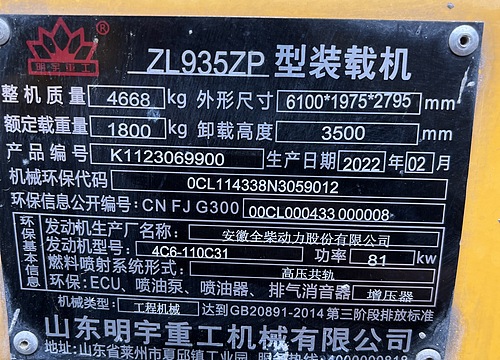 明宇重工 ®
ZL935ZP 型装载机
整机质量 4668 kg 外形尺寸 6100*1975*2795 mm
额定载重量 1800 kg 卸载高度 3500 mm
产品编号 K1123069900 生产日期 2022 年 02 月
机械环保代码 0CL114338N3059012
环保信息公开编号: CN FJ G300 00CL000433 000008
环保基本信息
发动机生产厂名称: 安徽全柴动力股份有限公司
发动机型号: 4C6-110C31 功率: 81 kw
燃料喷射系统形式: 高压共轨
环保: ECU、喷油泵、喷油器、排气消音器 增压器
机械类型: 工程机械 达到GB20891-2014第三阶段排放标准
山东明宇重工机械有限公司
地址: 山东省莱州市夏邱镇工业园